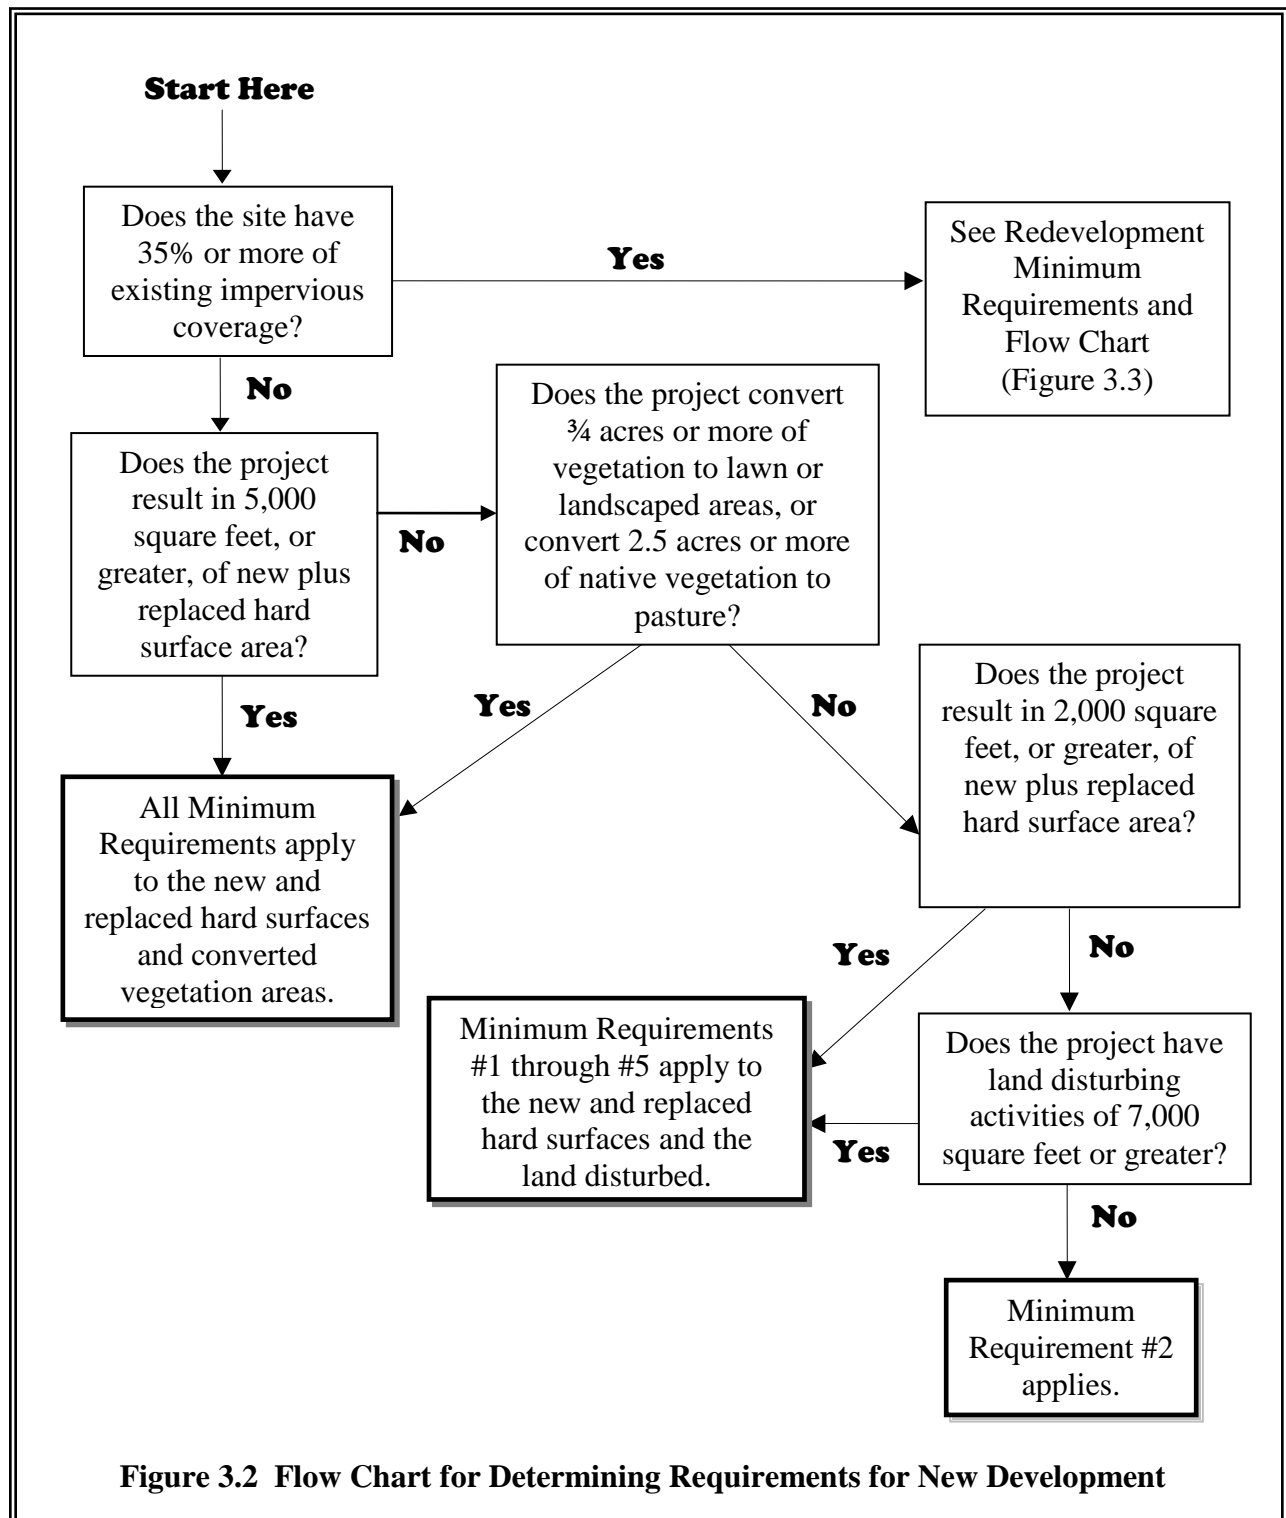 Start Here
Does the site have
35% or more of
existing impervious
coverage?
Yes
See Redevelopment
Minimum
Requirements and
Flow Chart
(Figure 3.3)
No
Does the project
result in 5,000
square feet, or
greater, of new plus
replaced hard
surface area?
No
Does the project convert
¾ acres or more of
vegetation to lawn or
landscaped areas, or
convert 2.5 acres or more
of native vegetation to
pasture?
Yes
Yes
No
Does the project
result in 2,000 square
feet, or greater, of
new plus replaced
hard surface area?
All Minimum
Requirements apply
to the new and
replaced hard surfaces
and converted
vegetation areas.
Yes
No
Minimum Requirements
#1 through #5 apply to
the new and replaced
hard surfaces and the
land disturbed.
Does the project have
land disturbing
activities of 7,000
square feet or greater?
Yes
No
Minimum
Requirement #2
applies.
Figure 3.2  Flow Chart for Determining Requirements for New Development